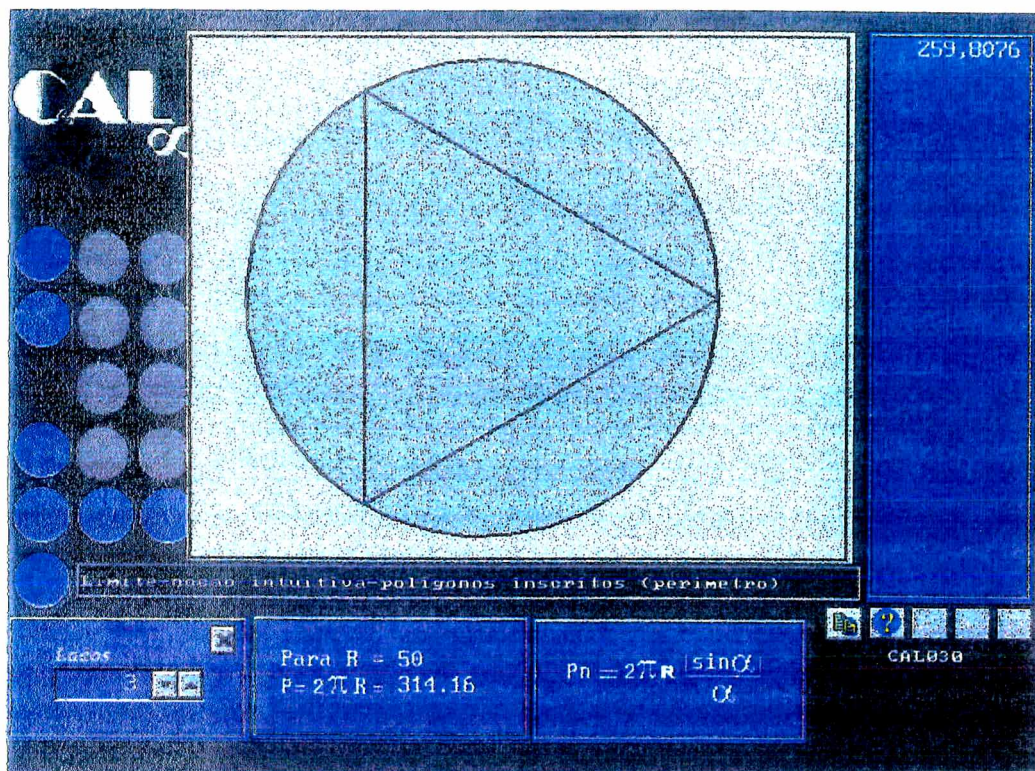 CAL
259,8076
Limite-noção intuitiva-polígonos inscritos (perímetro)
Lados
3
Para R = 50
P= 2πR = 314.16
Pn = 2πR |sinα|
α
?
CAL030